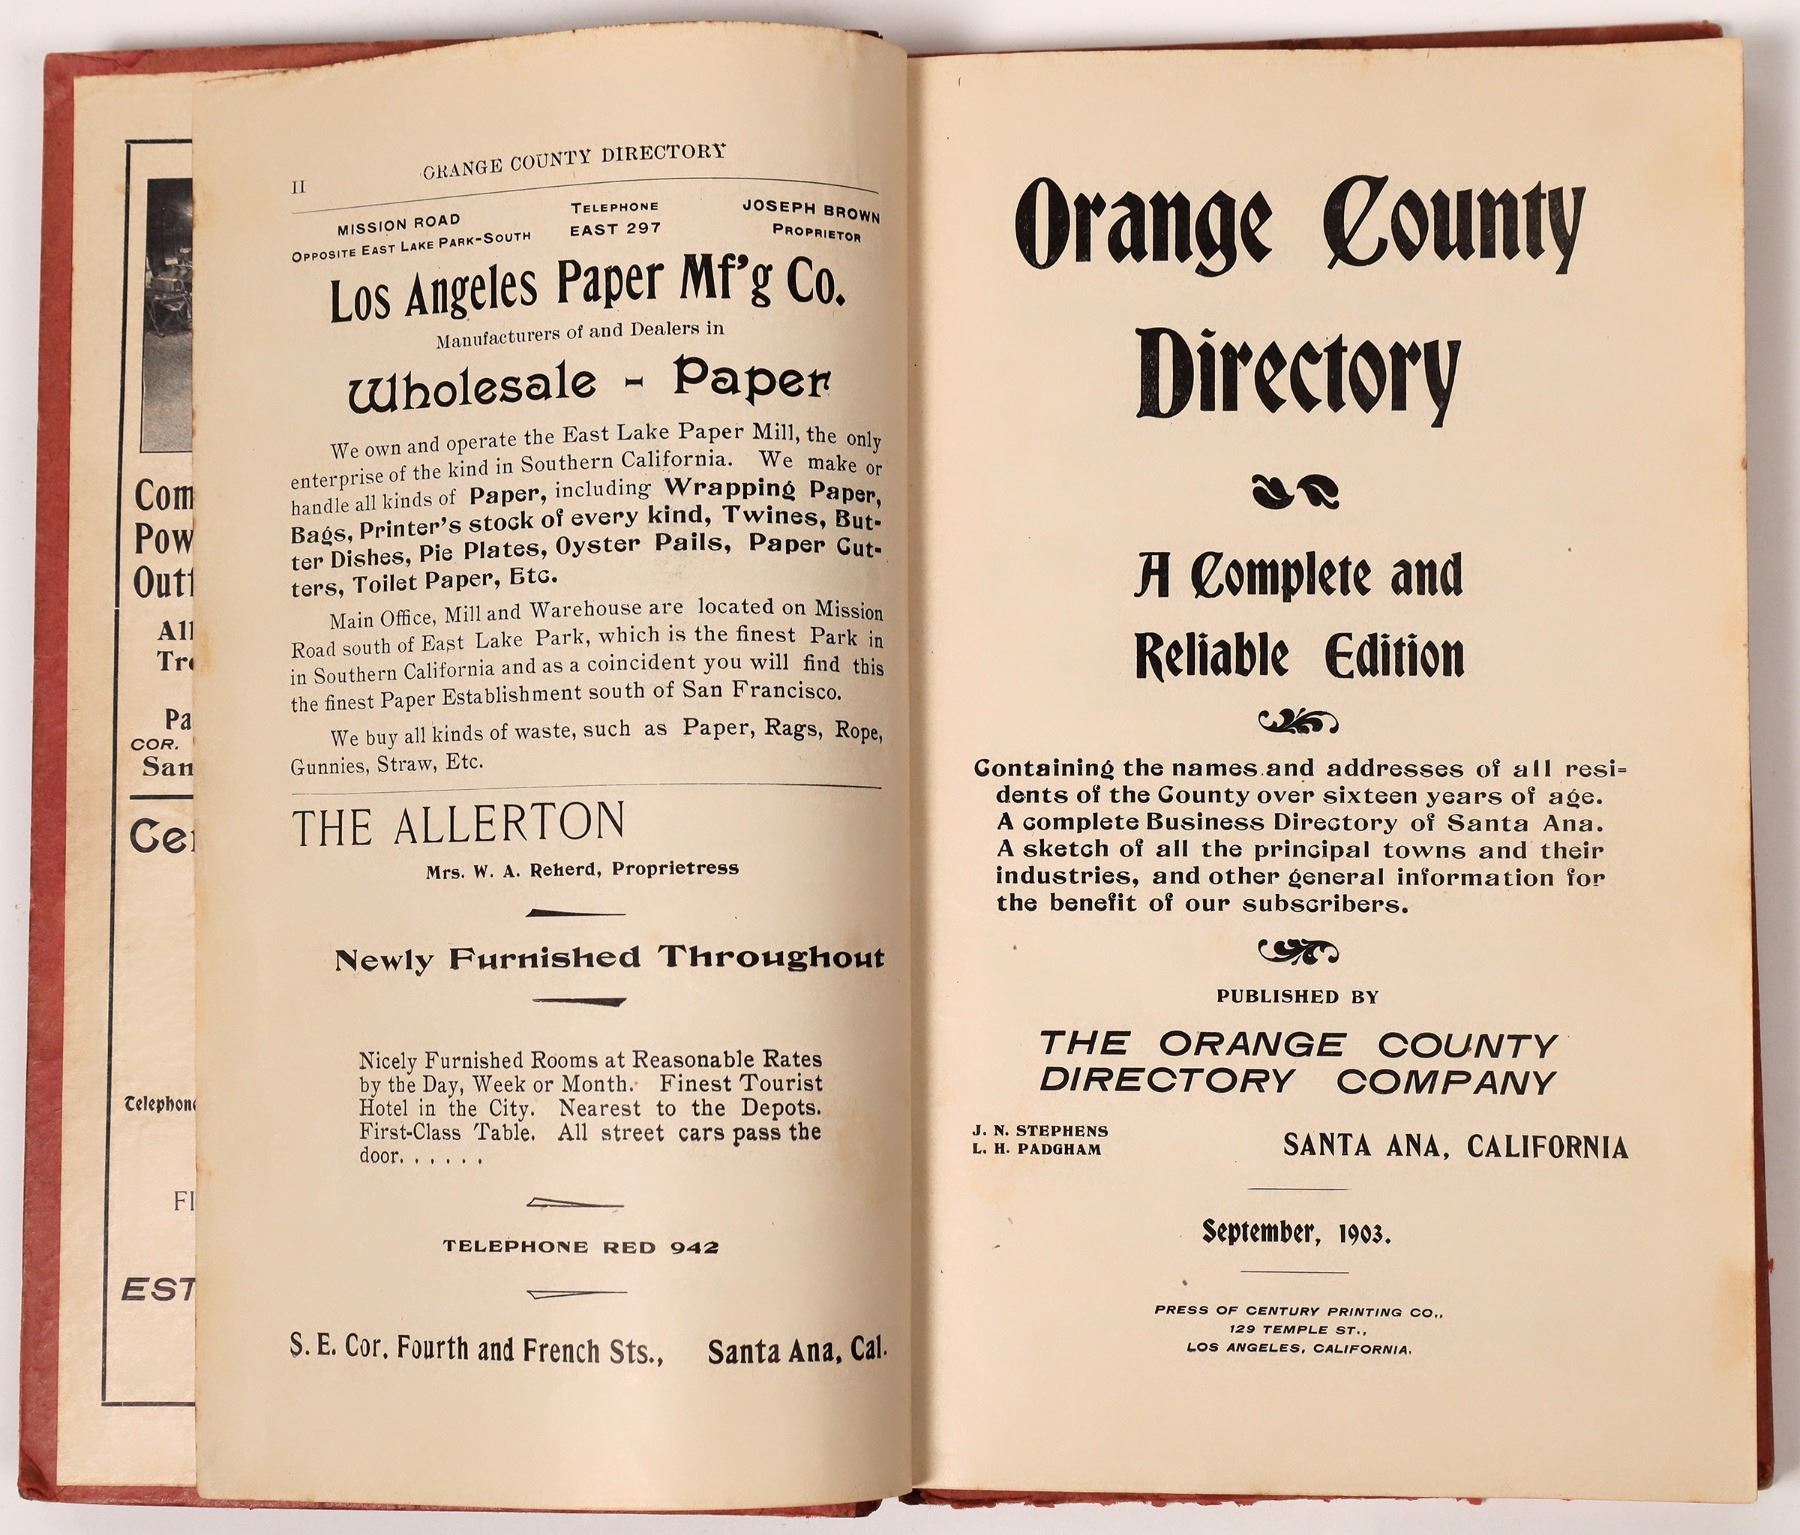 Com
Pow
Outf
All
Tre
Pa
COR.
San
Cen
Telephone
FI
EST
II
ORANGE COUNTY DIRECTORY
MISSION ROAD
OPPOSITE EAST LAKE PARK-SOUTH
TELEPHONE
EAST 297
JOSEPH BROWN
PROPRIETOR
Los Angeles Paper Mf'g Co.
Manufacturers of and Dealers in
Wholesale - Paper
We own and operate the East Lake Paper Mill, the only
enterprise of the kind in Southern California. We make or
handle all kinds of Paper, including Wrapping Paper,
Bags, Printer's stock of every kind, Twines, But-
ter Dishes, Pie Plates, Oyster Pails, Paper Cut-
ters, Toilet Paper, Etc.
Main Office, Mill and Warehouse are located on Mission
Road south of East Lake Park, which is the finest Park in
in Southern California and as a coincident you will find this
the finest Paper Establishment south of San Francisco.
We buy all kinds of waste, such as Paper, Rags, Rope,
Gunnies, Straw, Etc.
THE ALLERTON
Mrs. W. A. Reherd, Proprietress
Newly Furnished Throughout
Nicely Furnished Rooms at Reasonable Rates
by the Day, Week or Month. Finest Tourist
Hotel in the City. Nearest to the Depots.
First-Class Table. All street cars pass the
door. . . . . .
TELEPHONE RED 942
S. E. Cor. Fourth and French Sts., Santa Ana, Cal.
Orange County
Directory
A Complete and
Reliable Edition
Containing the names and addresses of all resi-
dents of the County over sixteen years of age.
A complete Business Directory of Santa Ana.
A sketch of all the principal towns and their
industries, and other general information for
the benefit of our subscribers.
PUBLISHED BY
THE ORANGE COUNTY
DIRECTORY COMPANY
J. N. STEPHENS
L. H. PADGHAM
SANTA ANA, CALIFORNIA
September, 1903.
PRESS OF CENTURY PRINTING CO.,
129 TEMPLE ST.,
LOS ANGELES, CALIFORNIA.